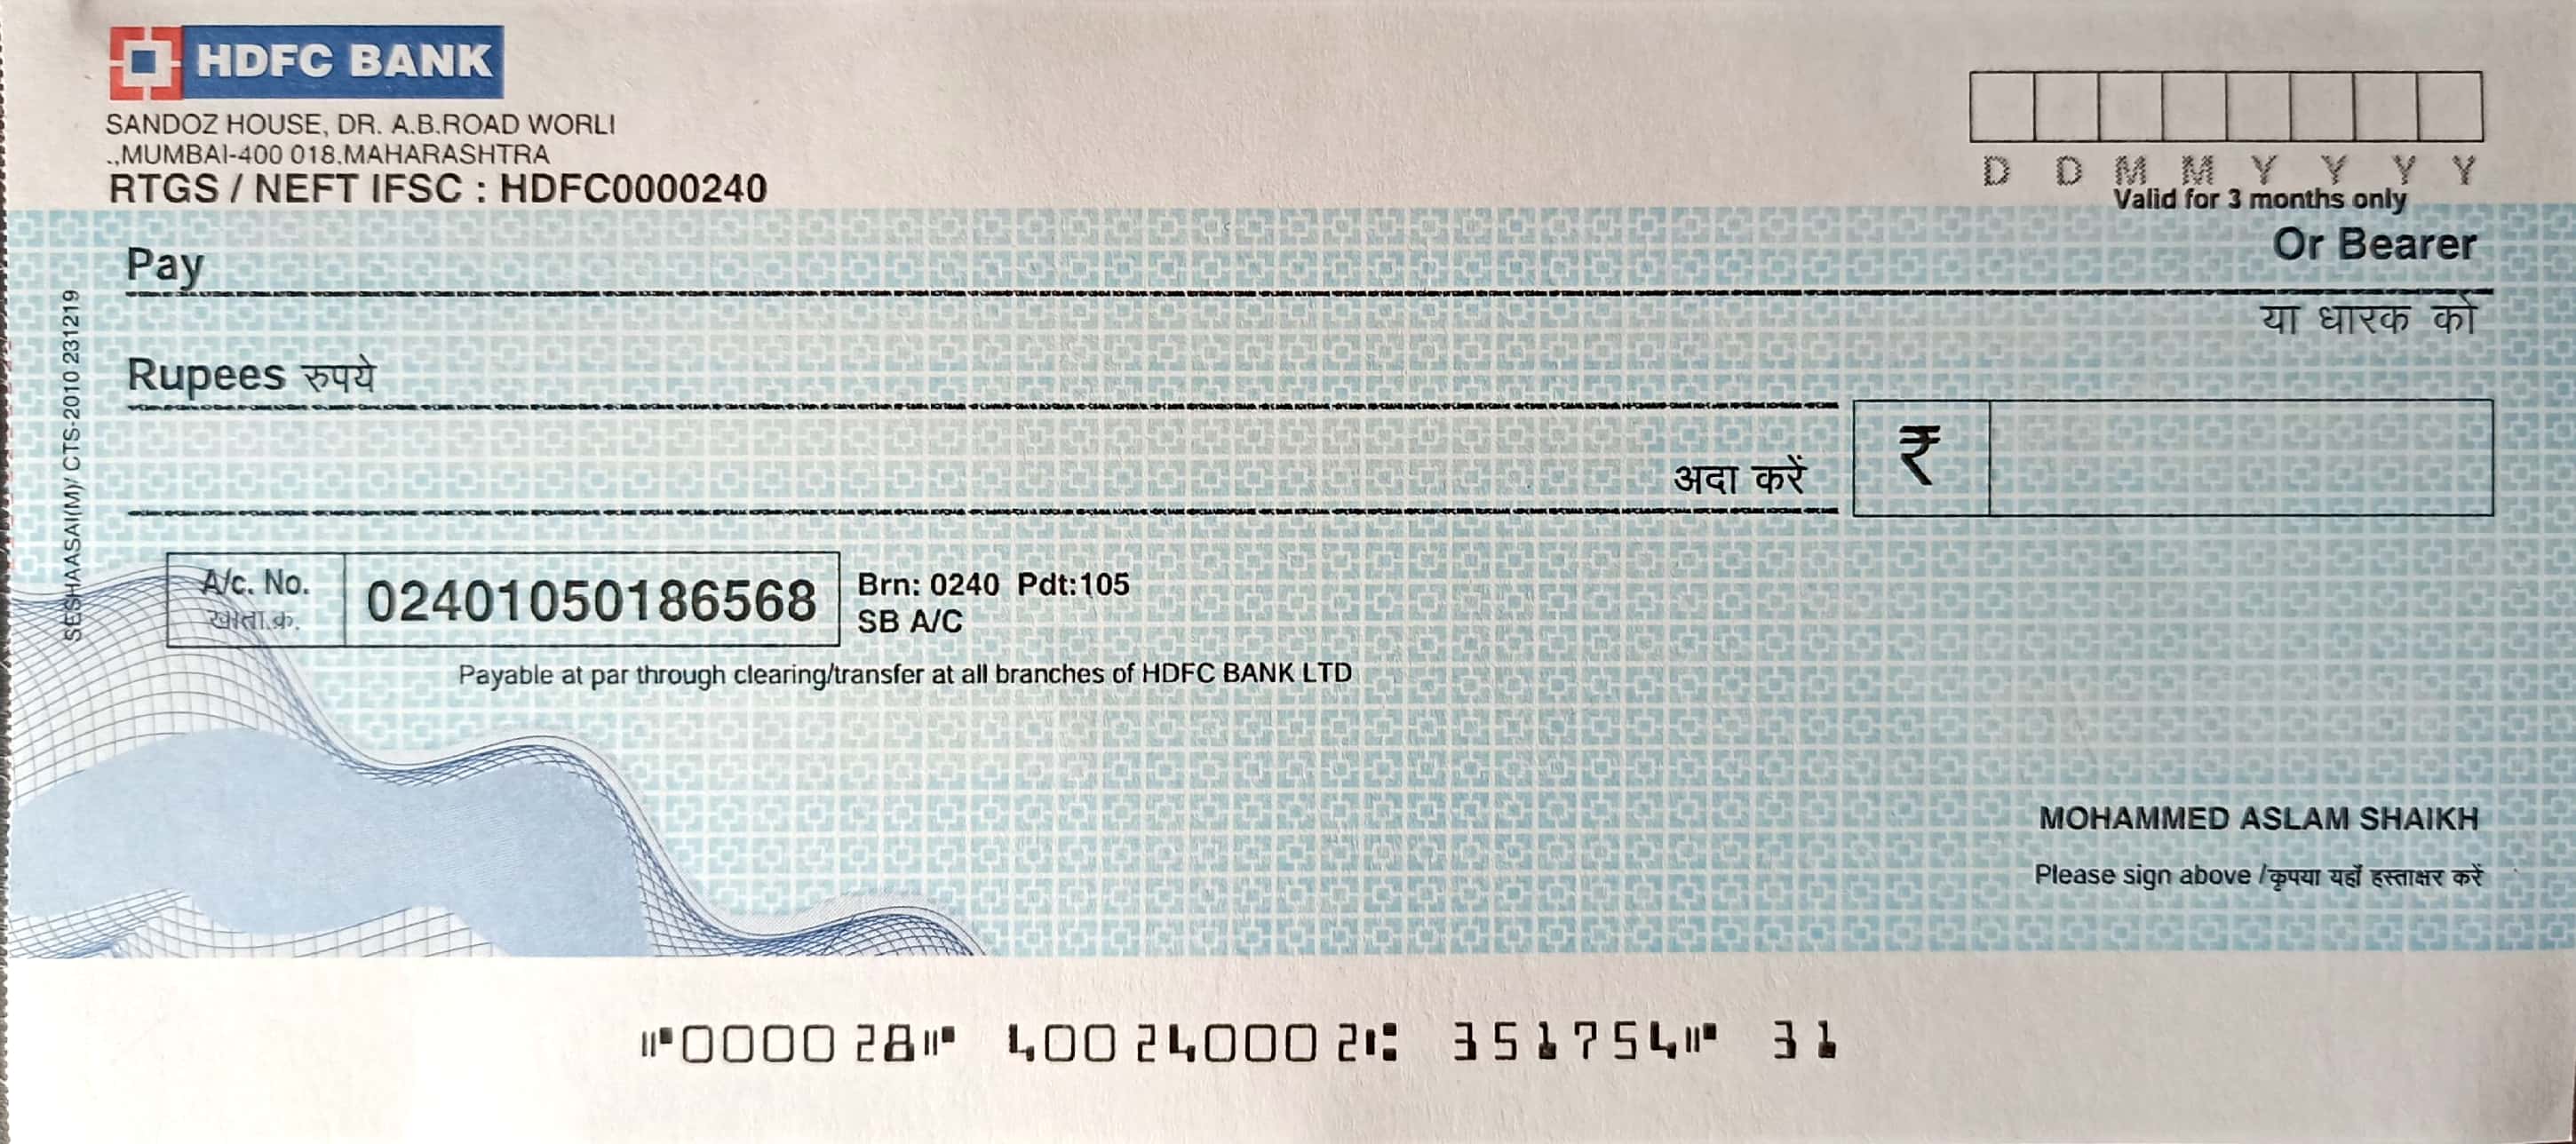 HDFC BANK
SANDOZ HOUSE, DR. A.B.ROAD WORLI
.,MUMBAI-400 018.MAHARASHTRA
RTGS / NEFT IFSC : HDFC0000240
D D M M Y Y Y Y
Valid for 3 months only
Pay
Or Bearer
या धारक को
Rupees रुपये
अदा करें
₹
A/c. No.
खाता.क्र.
02401050186568
Brn: 0240 Pdt:105
SB A/C
Payable at par through clearing/transfer at all branches of HDFC BANK LTD
SESHAASAI(M)/ CTS-2010 231219
MOHAMMED ASLAM SHAIKH
Please sign above /कृपया यहाँ हस्ताक्षर करें
⑈000028⑈ 400240002⑆ 351754⑈ 31